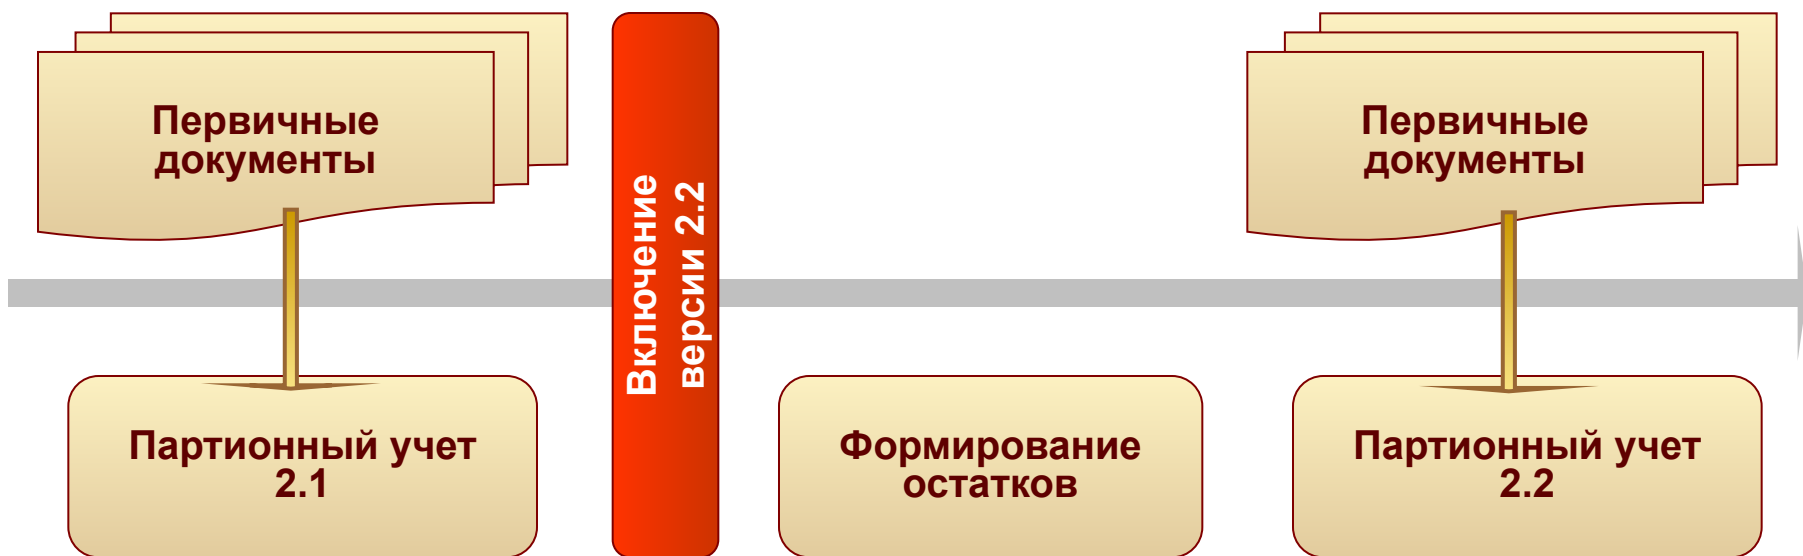 Первичные
документы
Партионный учет
2.1
Включение
версии 2.2
Формирование
остатков
Первичные
документы
Партионный учет
2.2